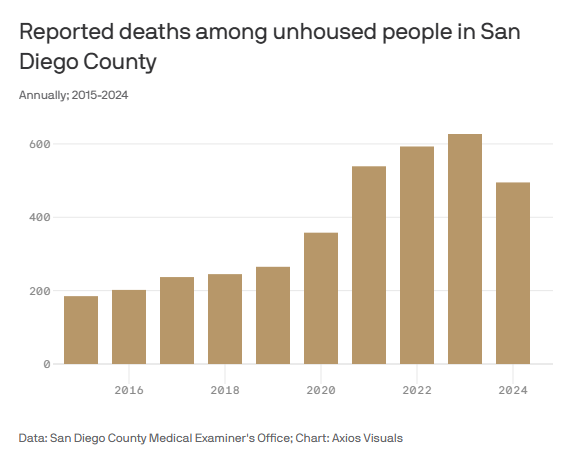 Reported deaths among unhoused people in San
Diego County
Annually; 2015-2024
600
400
200
0
2016
2018
2020
2022
2024
Data: San Diego County Medical Examiner's Office; Chart: Axios Visuals